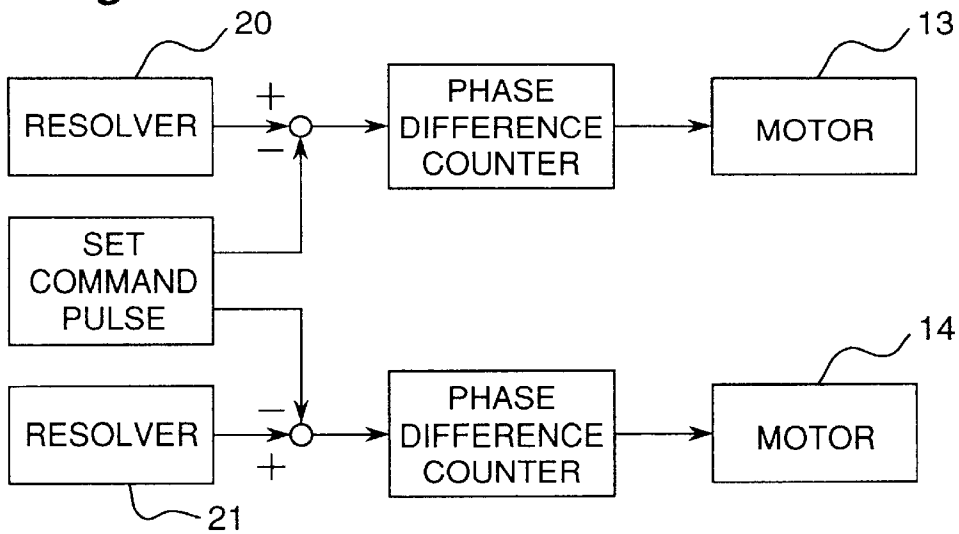 20
13
RESOLVER
+
−
PHASE
DIFFERENCE
COUNTER
MOTOR
SET
COMMAND
PULSE
14
RESOLVER
−
+
PHASE
DIFFERENCE
COUNTER
MOTOR
21